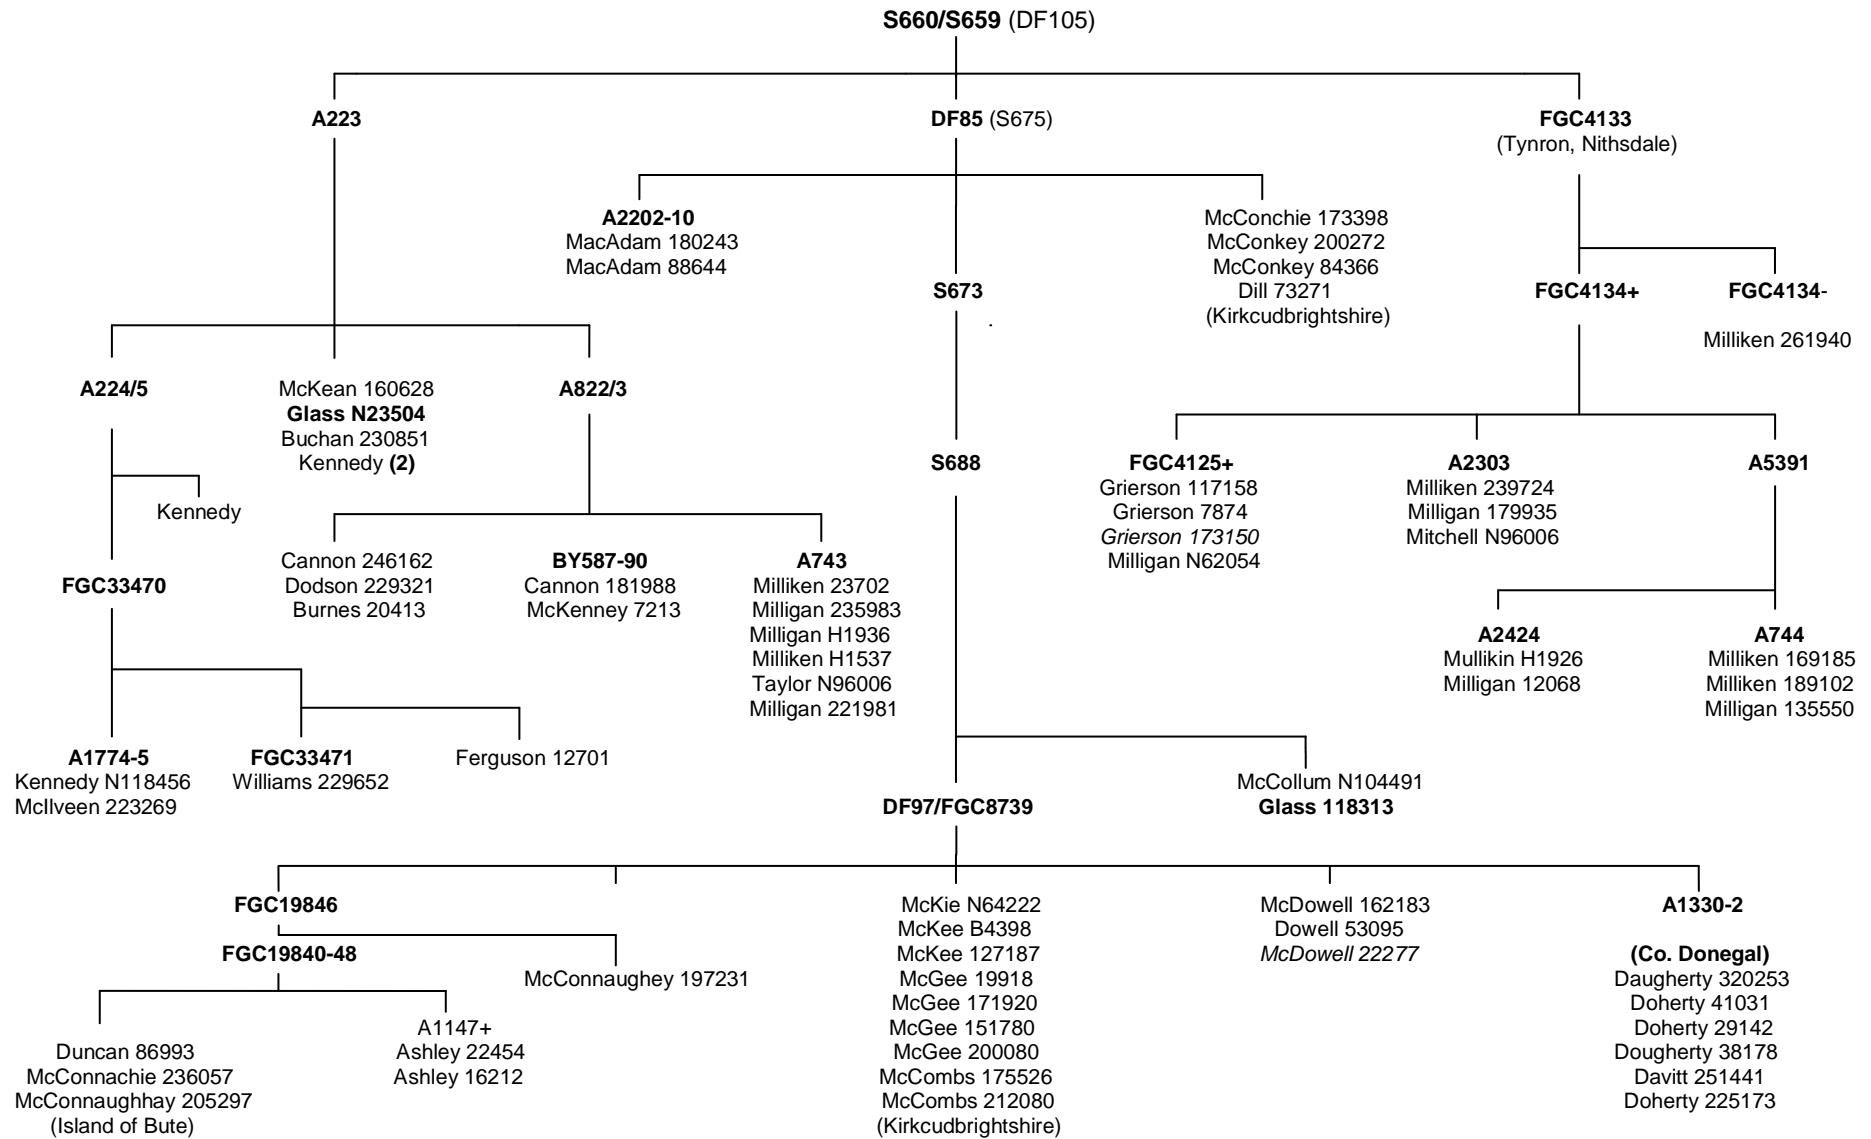 S660/S659 (DF105)
A223
DF85 (S675)
FGC4133
(Tynron, Nithsdale)
A2202-10
MacAdam 180243
MacAdam 88644
McConchie 173398
McConkey 200272
McConkey 84366
Dill 73271
(Kirkcudbrightshire)
S673
FGC4134+
FGC4134-
Milliken 261940
A224/5
McKean 160628
Glass N23504
Buchan 230851
Kennedy (2)
A822/3
S688
FGC4125+
Grierson 117158
Grierson 7874
Grierson 173150
Milligan N62054
A2303
Milliken 239724
Milligan 179935
Mitchell N96006
A5391
Kennedy
FGC33470
Cannon 246162
Dodson 229321
Burnes 20413
BY587-90
Cannon 181988
McKenney 7213
A743
Milliken 23702
Milligan 235983
Milligan H1936
Milliken H1537
Taylor N96006
Milligan 221981
A2424
Mullikin H1926
Milligan 12068
A744
Milliken 169185
Milliken 189102
Milligan 135550
A1774-5
Kennedy N118456
McIlveen 223269
FGC33471
Williams 229652
Ferguson 12701
DF97/FGC8739
McCollum N104491
Glass 118313
FGC19846
FGC19840-48
McConnaughey 197231
Duncan 86993
McConnachie 236057
McConnaughhay 205297
(Island of Bute)
A1147+
Ashley 22454
Ashley 16212
McKie N64222
McKee B4398
McKee 127187
McGee 19918
McGee 171920
McGee 151780
McGee 200080
McCombs 175526
McCombs 212080
(Kirkcudbrightshire)
McDowell 162183
Dowell 53095
McDowell 22277
A1330-2
(Co. Donegal)
Daugherty 320253
Doherty 41031
Doherty 29142
Dougherty 38178
Davitt 251441
Doherty 225173